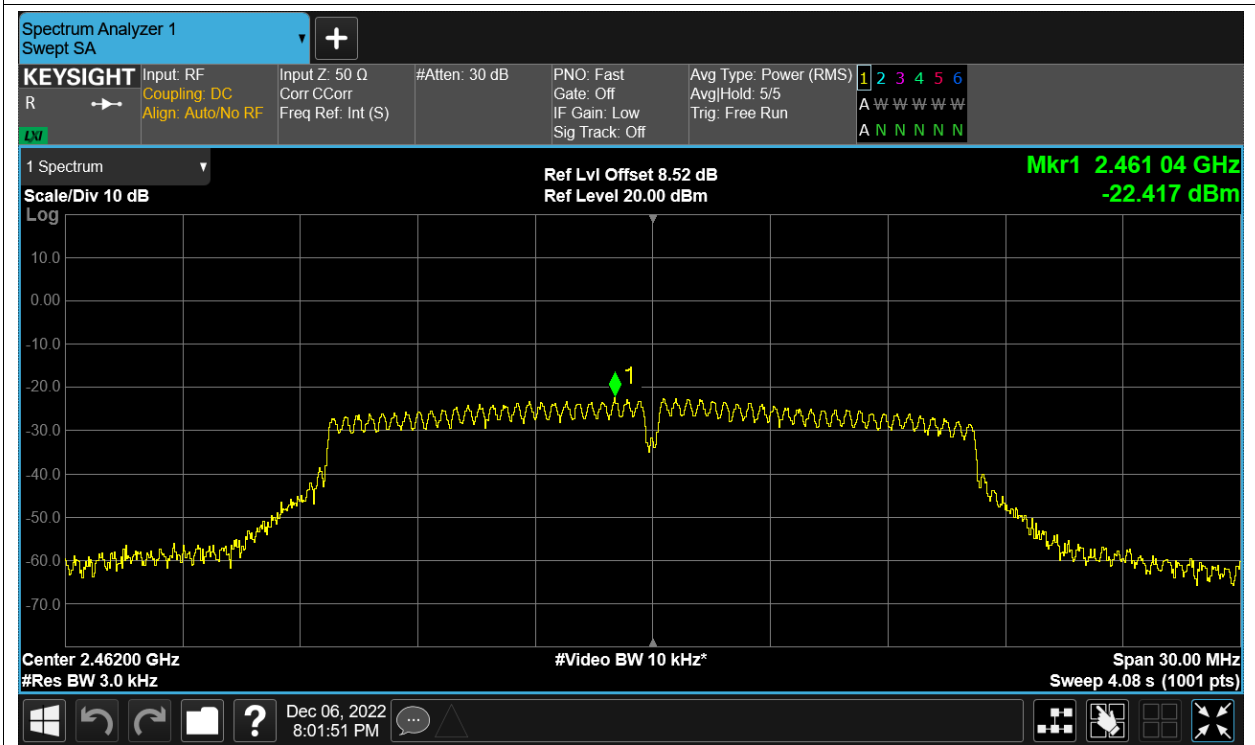 Spectrum Analyzer 1
Swept SA
+
KEYSIGHT
R
LXI
Input: RF
Coupling: DC
Align: Auto/No RF
Input Z: 50 Ω
Corr CCorr
Freq Ref: Int (S)
#Atten: 30 dB
PNO: Fast
Gate: Off
IF Gain: Low
Sig Track: Off
Avg Type: Power (RMS)
Avg|Hold: 5/5
Trig: Free Run
1 2 3 4 5 6
A W W W W W
A N N N N N
1 Spectrum
Scale/Div 10 dB
Log
Ref Lvl Offset 8.52 dB
Ref Level 20.00 dBm
Mkr1 2.461 04 GHz
-22.417 dBm
10.0
0.00
-10.0
-20.0
1
-30.0
-40.0
-50.0
-60.0
-70.0
Center 2.46200 GHz
#Video BW 10 kHz*
Span 30.00 MHz
#Res BW 3.0 kHz
Sweep 4.08 s (1001 pts)
?
Dec 06, 2022
8:01:51 PM